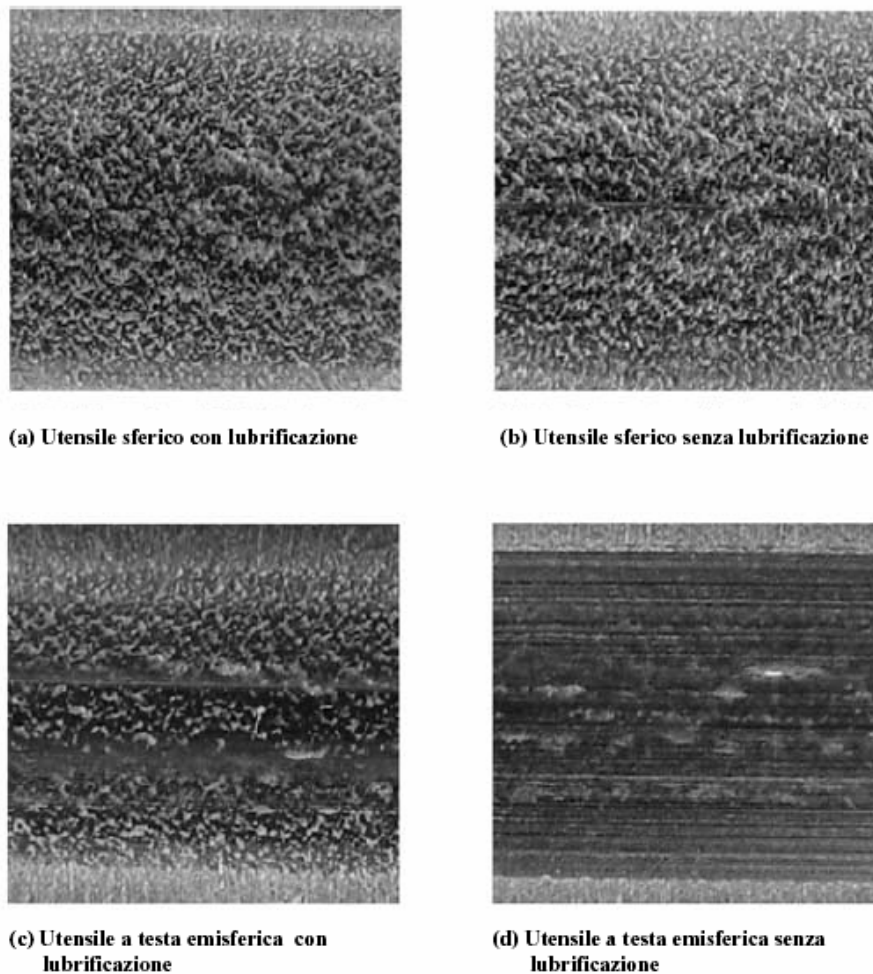 (a) Utensile sferico con lubrificazione
(b) Utensile sferico senza lubrificazione
(c) Utensile a testa emisferica con
lubrificazione
(d) Utensile a testa emisferica senza
lubrificazione